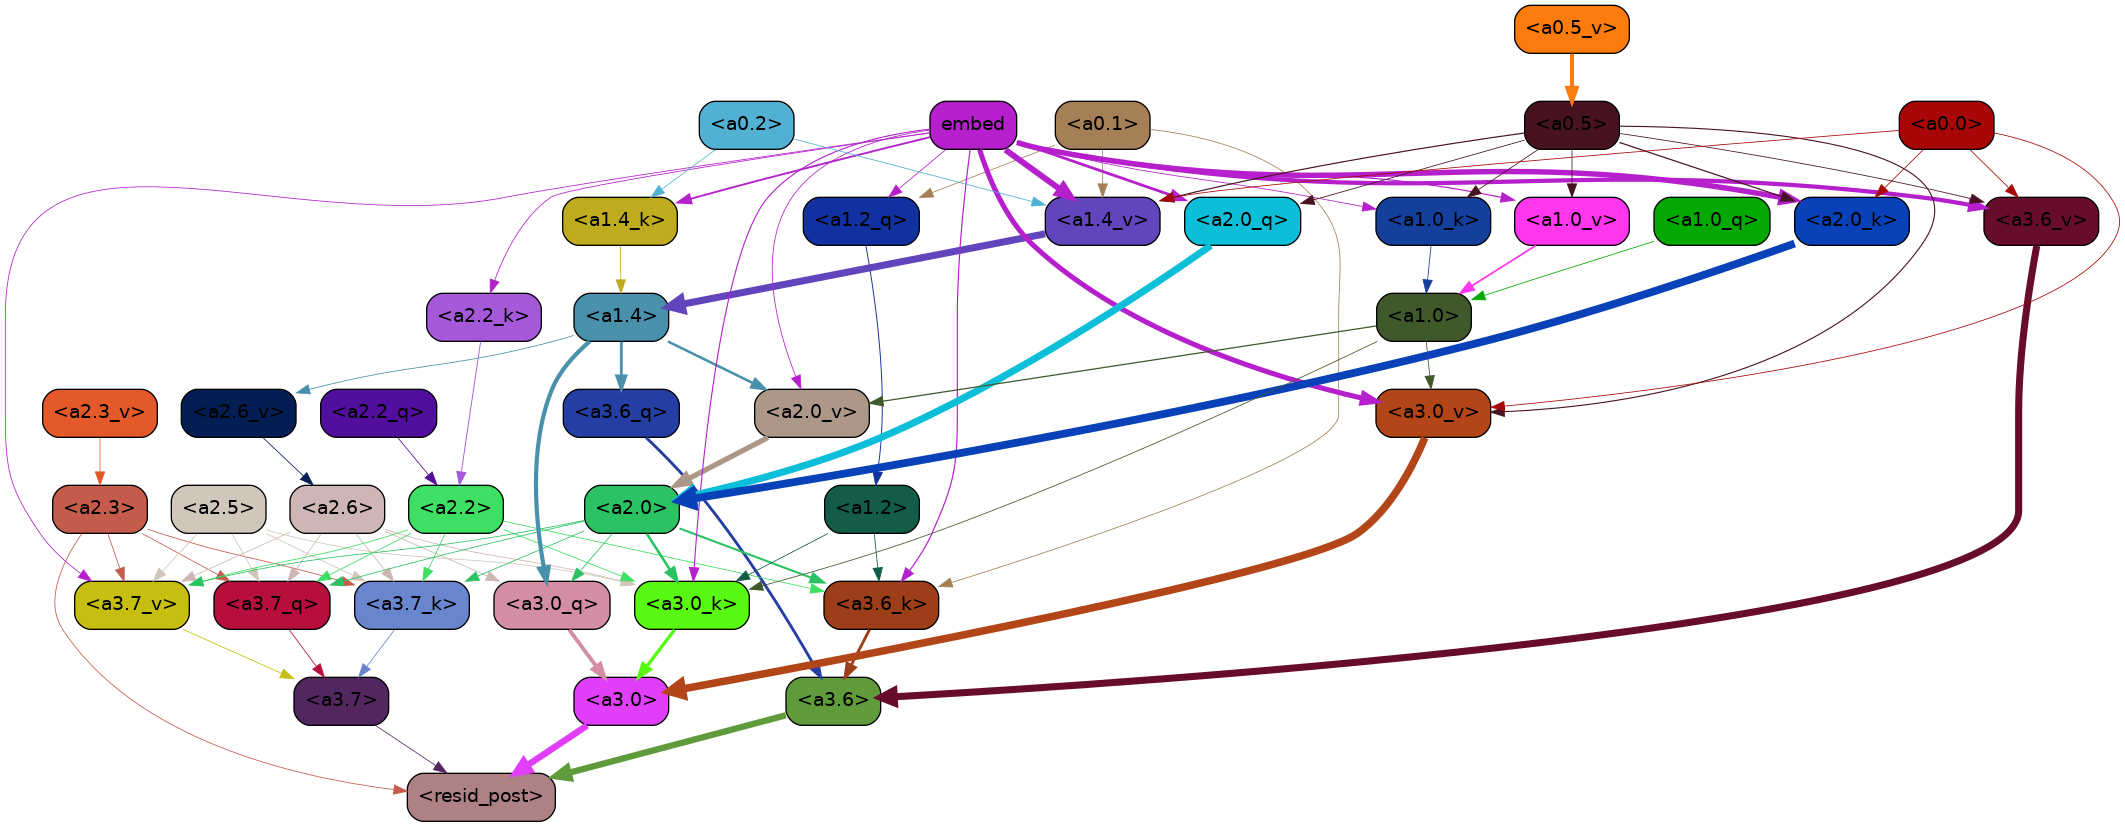 <a0.5_v>
<a0.2>
embed
<a0.1>
<a0.5>
<a0.0>
<a1.4_k>
<a1.2_q>
<a1.4_v>
<a2.0_q>
<a1.0_k>
<a1.0_v>
<a1.0_q>
<a2.0_k>
<a3.6_v>
<a2.2_k>
<a1.4>
<a1.0>
<a2.3_v>
<a2.6_v>
<a2.2_q>
<a3.6_q>
<a2.0_v>
<a3.0_v>
<a2.3>
<a2.5>
<a2.6>
<a2.2>
<a2.0>
<a1.2>
<a3.7_v>
<a3.7_q>
<a3.7_k>
<a3.0_q>
<a3.0_k>
<a3.6_k>
<a3.7>
<a3.0>
<a3.6>
<resid_post>